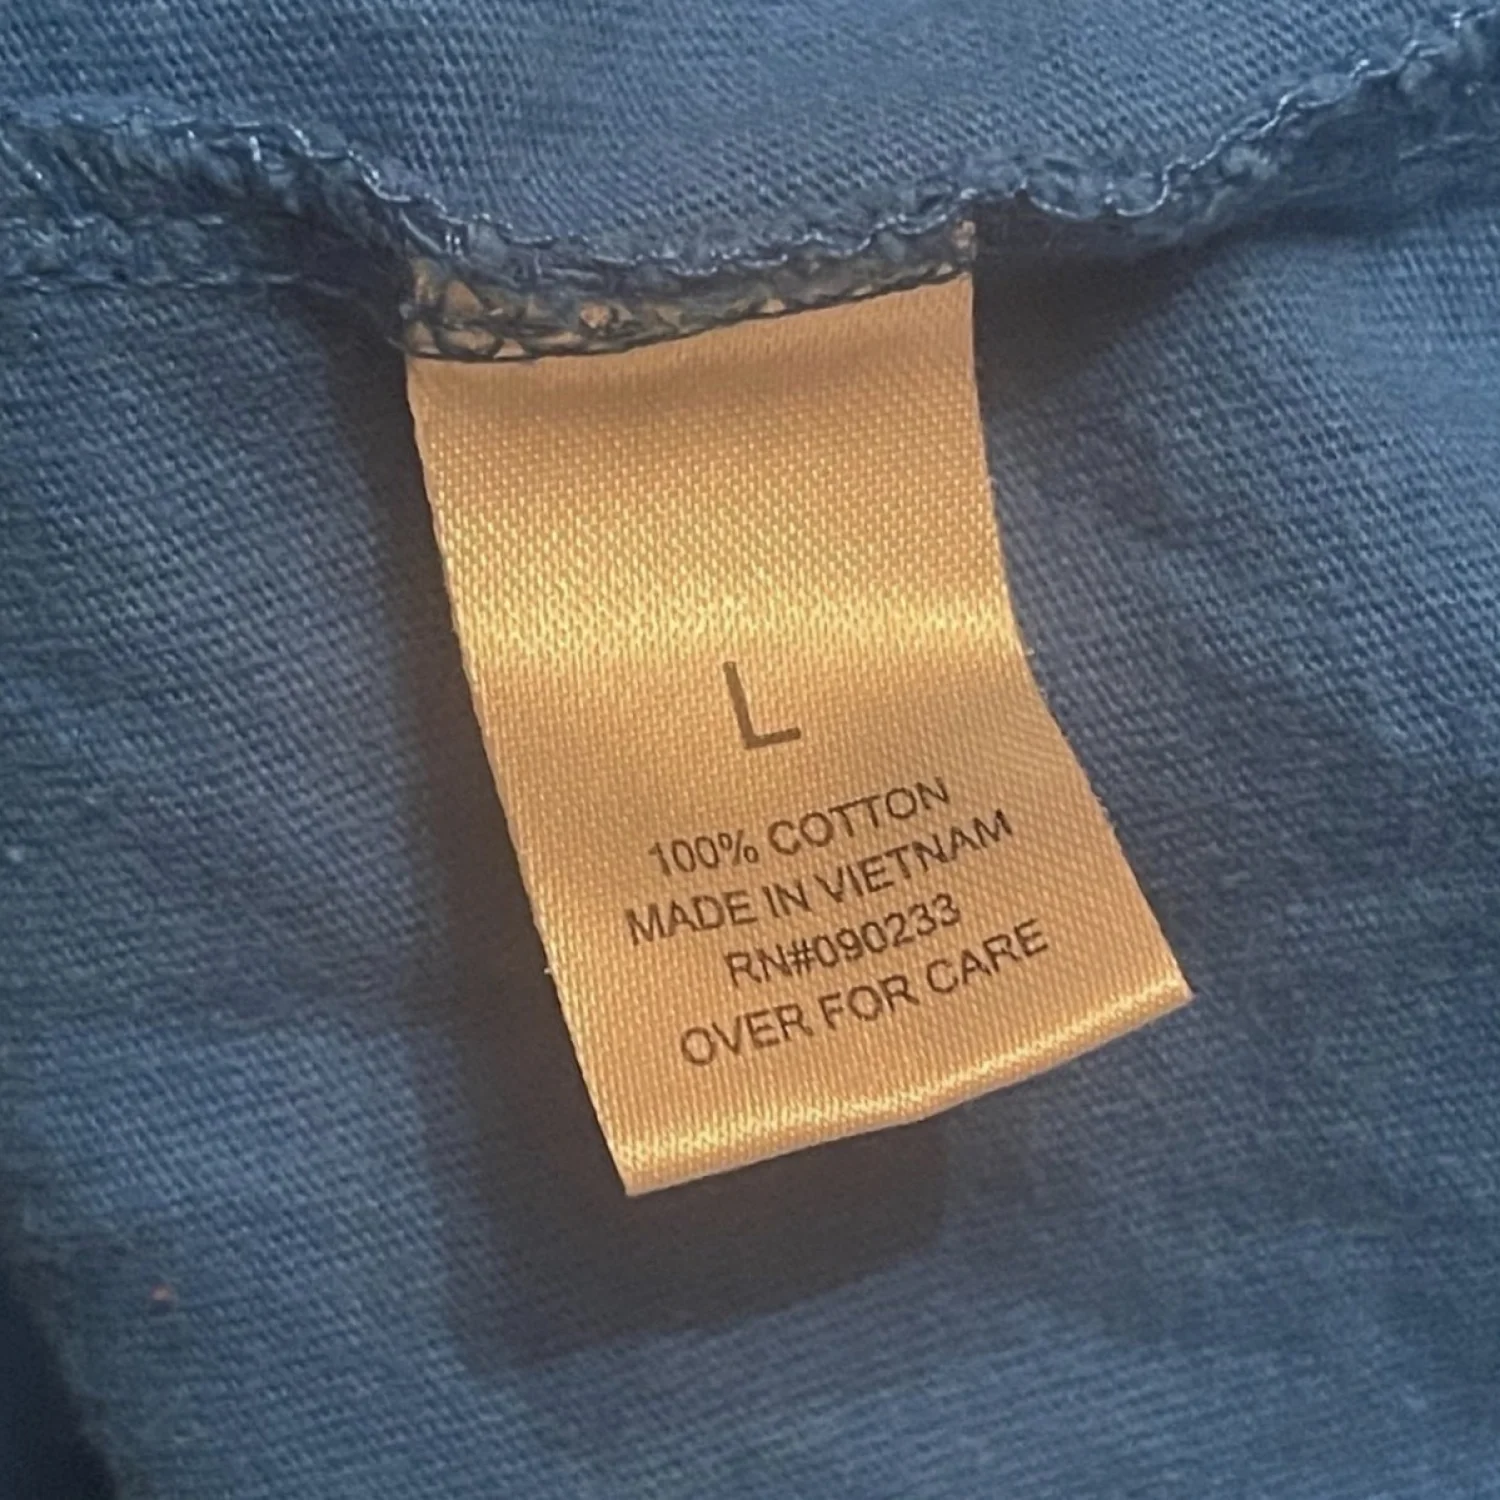 L
100% COTTON
MADE IN VIETNAM
RN#090233
OVER FOR CARE